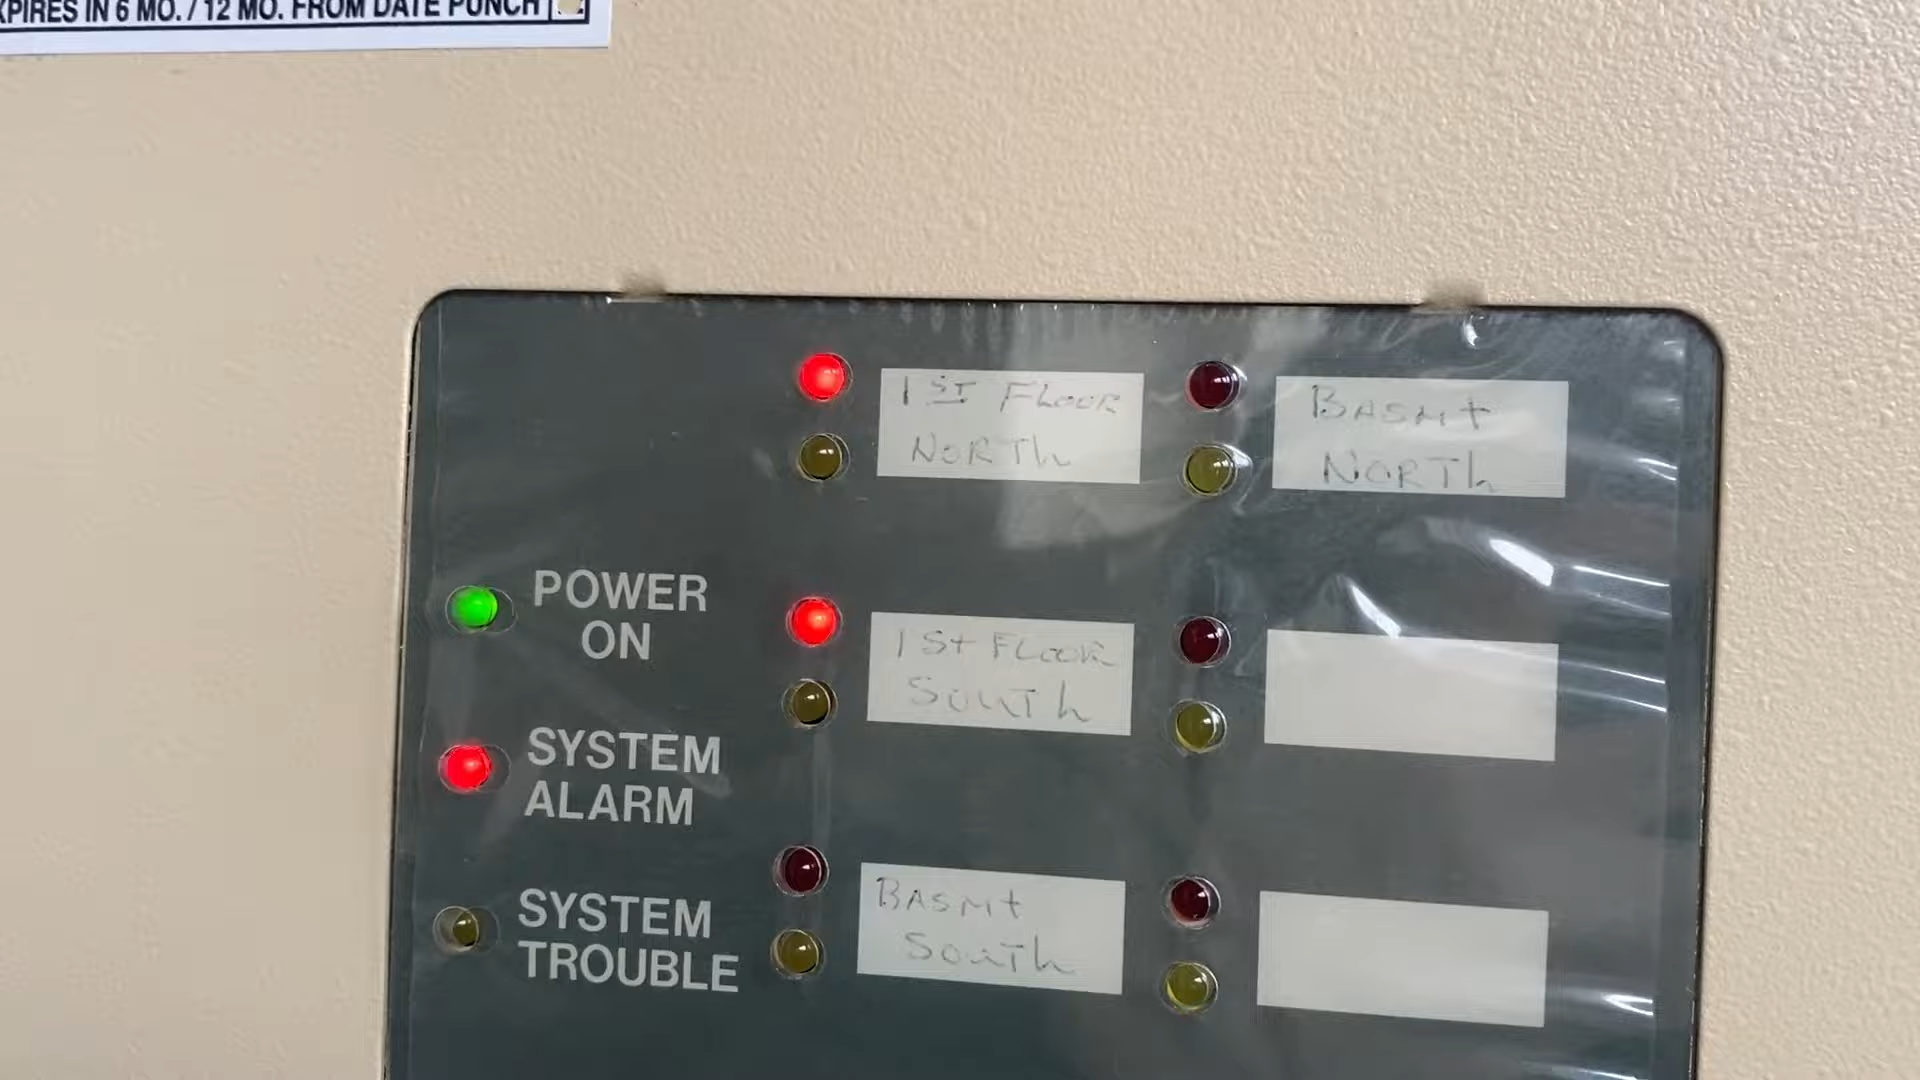 XPIRES IN 6 MO. / 12 MO. FROM DATE PUNCH
1ST FLOOR
NORTH
BASMT
NORTH
POWER
ON
1St FLOOR
SOUTH
SYSTEM
ALARM
BASMT
SOUTH
SYSTEM
TROUBLE